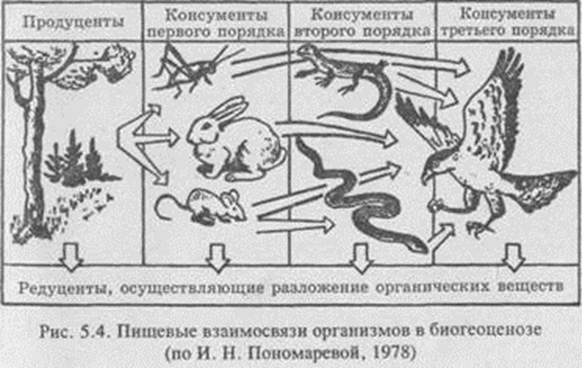 Продуценты
Консументы
первого порядка
Консументы
второго порядка
Консументы
третьего порядка
Редуценты, осуществляющие разложение органических веществ
Рис. 5.4. Пищевые взаимосвязи организмов в биогеоценозе
(по И. Н. Пономаревой, 1978)